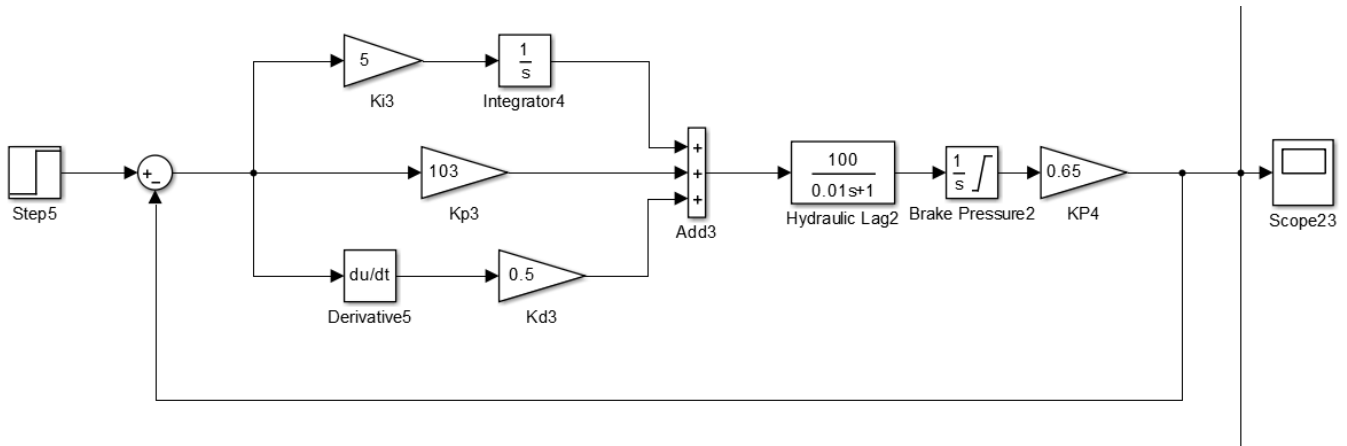 5
Ki3
1
s
Integrator4
Step5
+
−
103
Kp3
du/dt
Derivative5
0.5
Kd3
+
+
+
Add3
100
0.01s+1
Hydraulic Lag2
1
s
Brake Pressure2
0.65
KP4
Scope23